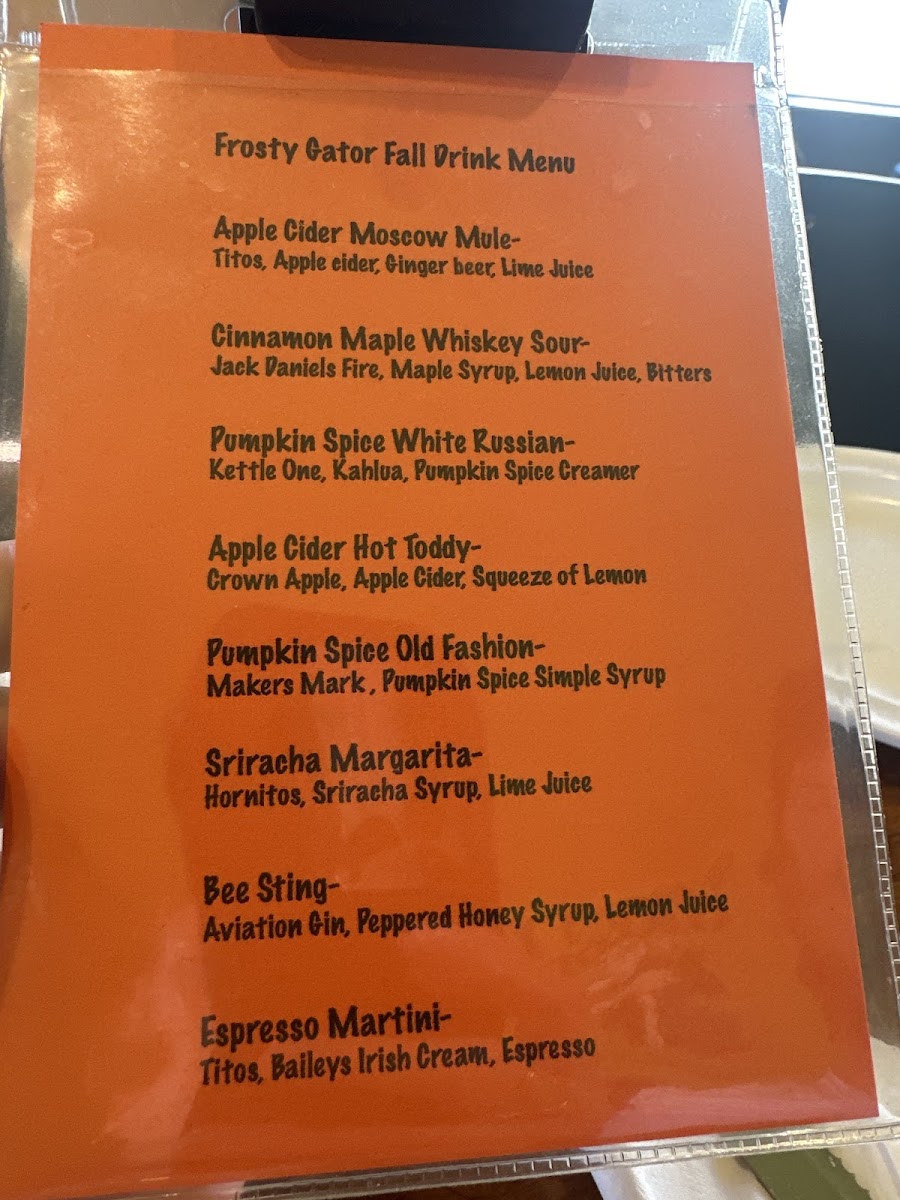 Frosty Gator Fall Drink Menu
Apple Cider Moscow Mule-
Titos, Apple cider, Ginger beer, Lime Juice
Cinnamon Maple Whiskey Sour-
Jack Daniels Fire, Maple Syrup, Lemon Juice, Bitters
Pumpkin Spice White Russian-
Kettle One, Kahlua, Pumpkin Spice Creamer
Apple Cider Hot Toddy-
Crown Apple, Apple Cider, Squeeze of Lemon
Pumpkin Spice Old Fashion-
Makers Mark, Pumpkin Spice Simple Syrup
Sriracha Margarita-
Hornitos, Sriracha Syrup, Lime Juice
Bee Sting-
Aviation Gin, Peppered Honey Syrup, Lemon Juice
Espresso Martini-
Titos, Baileys Irish Cream, Espresso